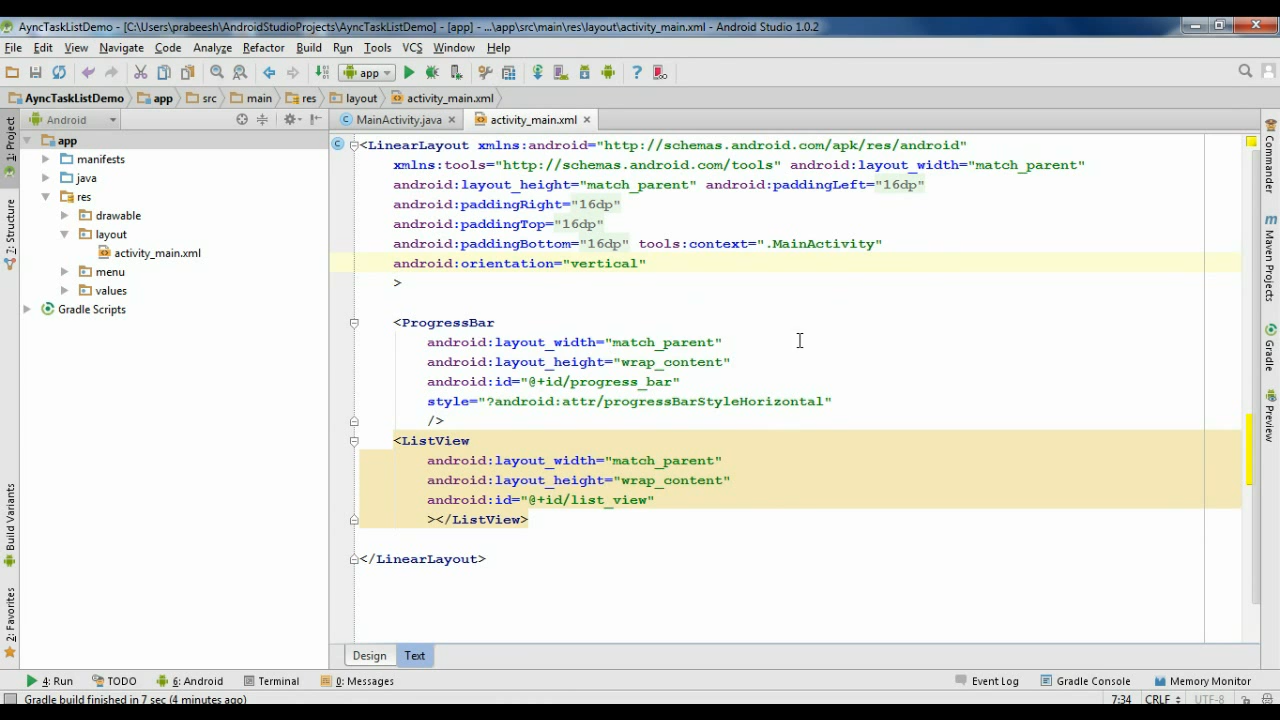 AyncTaskListDemo - [C:\Users\prabeesh\AndroidStudioProjects\AyncTaskListDemo] - [app] - ...\app\src\main\res\layout\activity_main.xml - Android Studio 1.0.2
File Edit View Navigate Code Analyze Refactor Build Run Tools VCS Window Help
app
AyncTaskListDemo app src main res layout activity_main.xml
Android
MainActivity.java activity_main.xml
1: Project
2: Structure
Build Variants
2: Favorites
app
manifests
java
res
drawable
layout
activity_main.xml
menu
values
Gradle Scripts
<LinearLayout xmlns:android="http://schemas.android.com/apk/res/android"
xmlns:tools="http://schemas.android.com/tools" android:layout_width="match_parent"
android:layout_height="match_parent" android:paddingLeft="16dp"
android:paddingRight="16dp"
android:paddingTop="16dp"
android:paddingBottom="16dp" tools:context=".MainActivity"
android:orientation="vertical"
>
<ProgressBar
android:layout_width="match_parent"
android:layout_height="wrap_content"
android:id="@+id/progress_bar"
style="?android:attr/progressBarStyleHorizontal"
/>
<ListView
android:layout_width="match_parent"
android:layout_height="wrap_content"
android:id="@+id/list_view"
></ListView>
</LinearLayout>
Commander
Maven Projects
Gradle
Preview
Design Text
4: Run TODO 6: Android Terminal 0: Messages Event Log Gradle Console Memory Monitor
Gradle build finished in 7 sec (4 minutes ago) 7:34 CRLF UTF-8